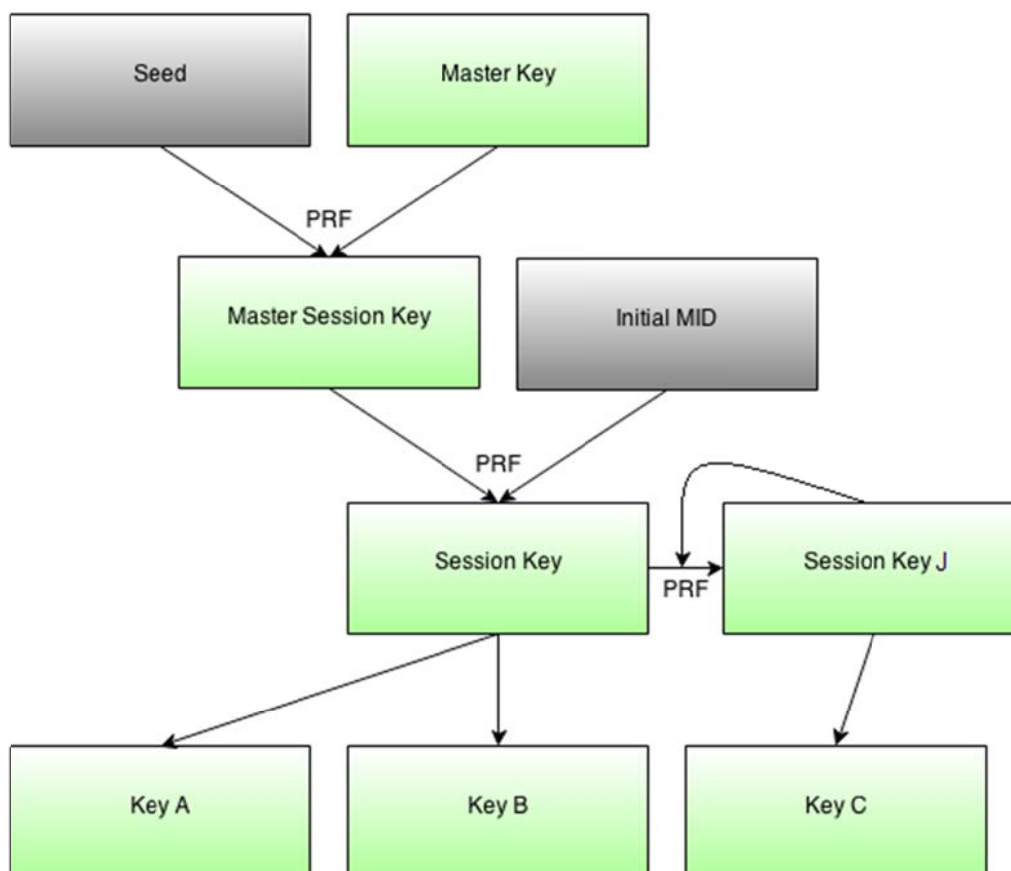 Seed
Master Key
PRF
Master Session Key
Initial MID
PRF
Session Key
PRF
Session Key J
Key A
Key B
Key C